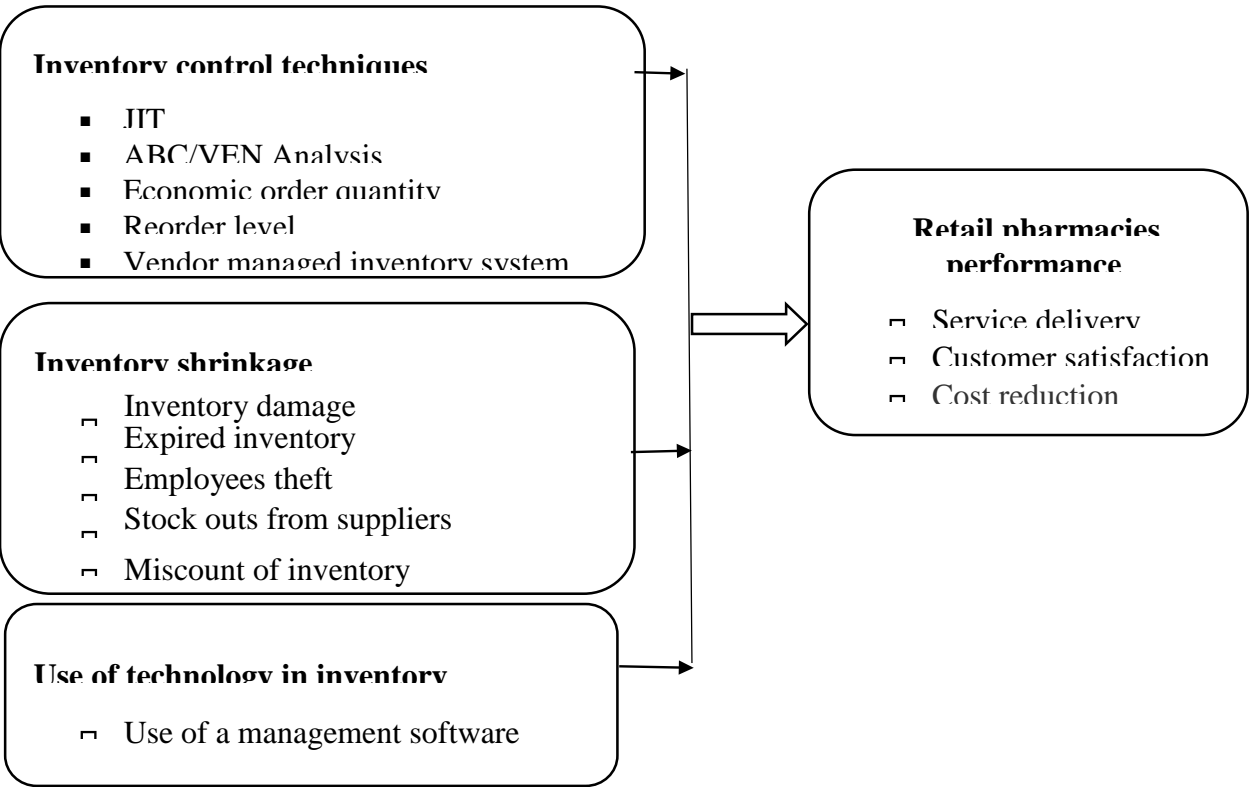 Inventory control techniques
JIT
ABC/VEN Analysis
Economic order quantity
Reorder level
Vendor managed inventory system
Inventory shrinkage
Inventory damage
Expired inventory
Employees theft
Stock outs from suppliers
Miscount of inventory
Use of technology in inventory
Use of a management software
Retail pharmacies
performance
Service delivery
Customer satisfaction
Cost reduction